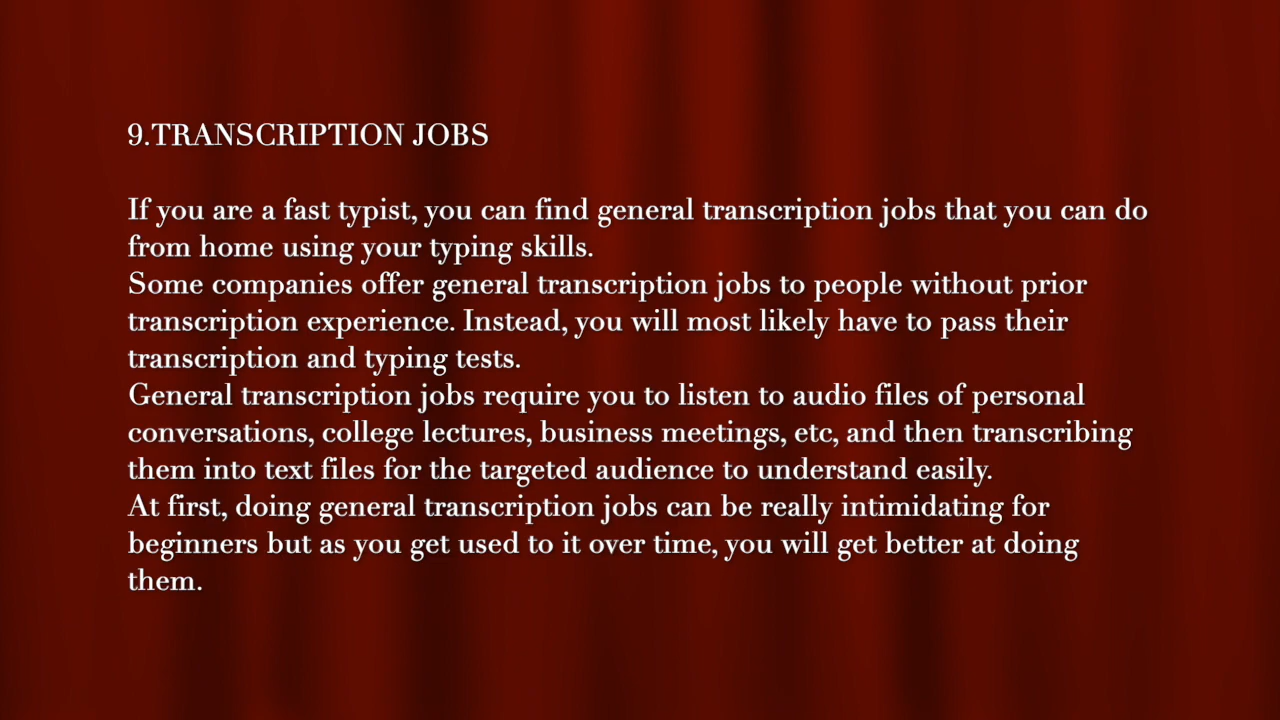 9.TRANSCRIPTION JOBS
If you are a fast typist, you can find general transcription jobs that you can do
from home using your typing skills.
Some companies offer general transcription jobs to people without prior
transcription experience. Instead, you will most likely have to pass their
transcription and typing tests.
General transcription jobs require you to listen to audio files of personal
conversations, college lectures, business meetings, etc, and then transcribing
them into text files for the targeted audience to understand easily.
At first, doing general transcription jobs can be really intimidating for
beginners but as you get used to it over time, you will get better at doing
them.